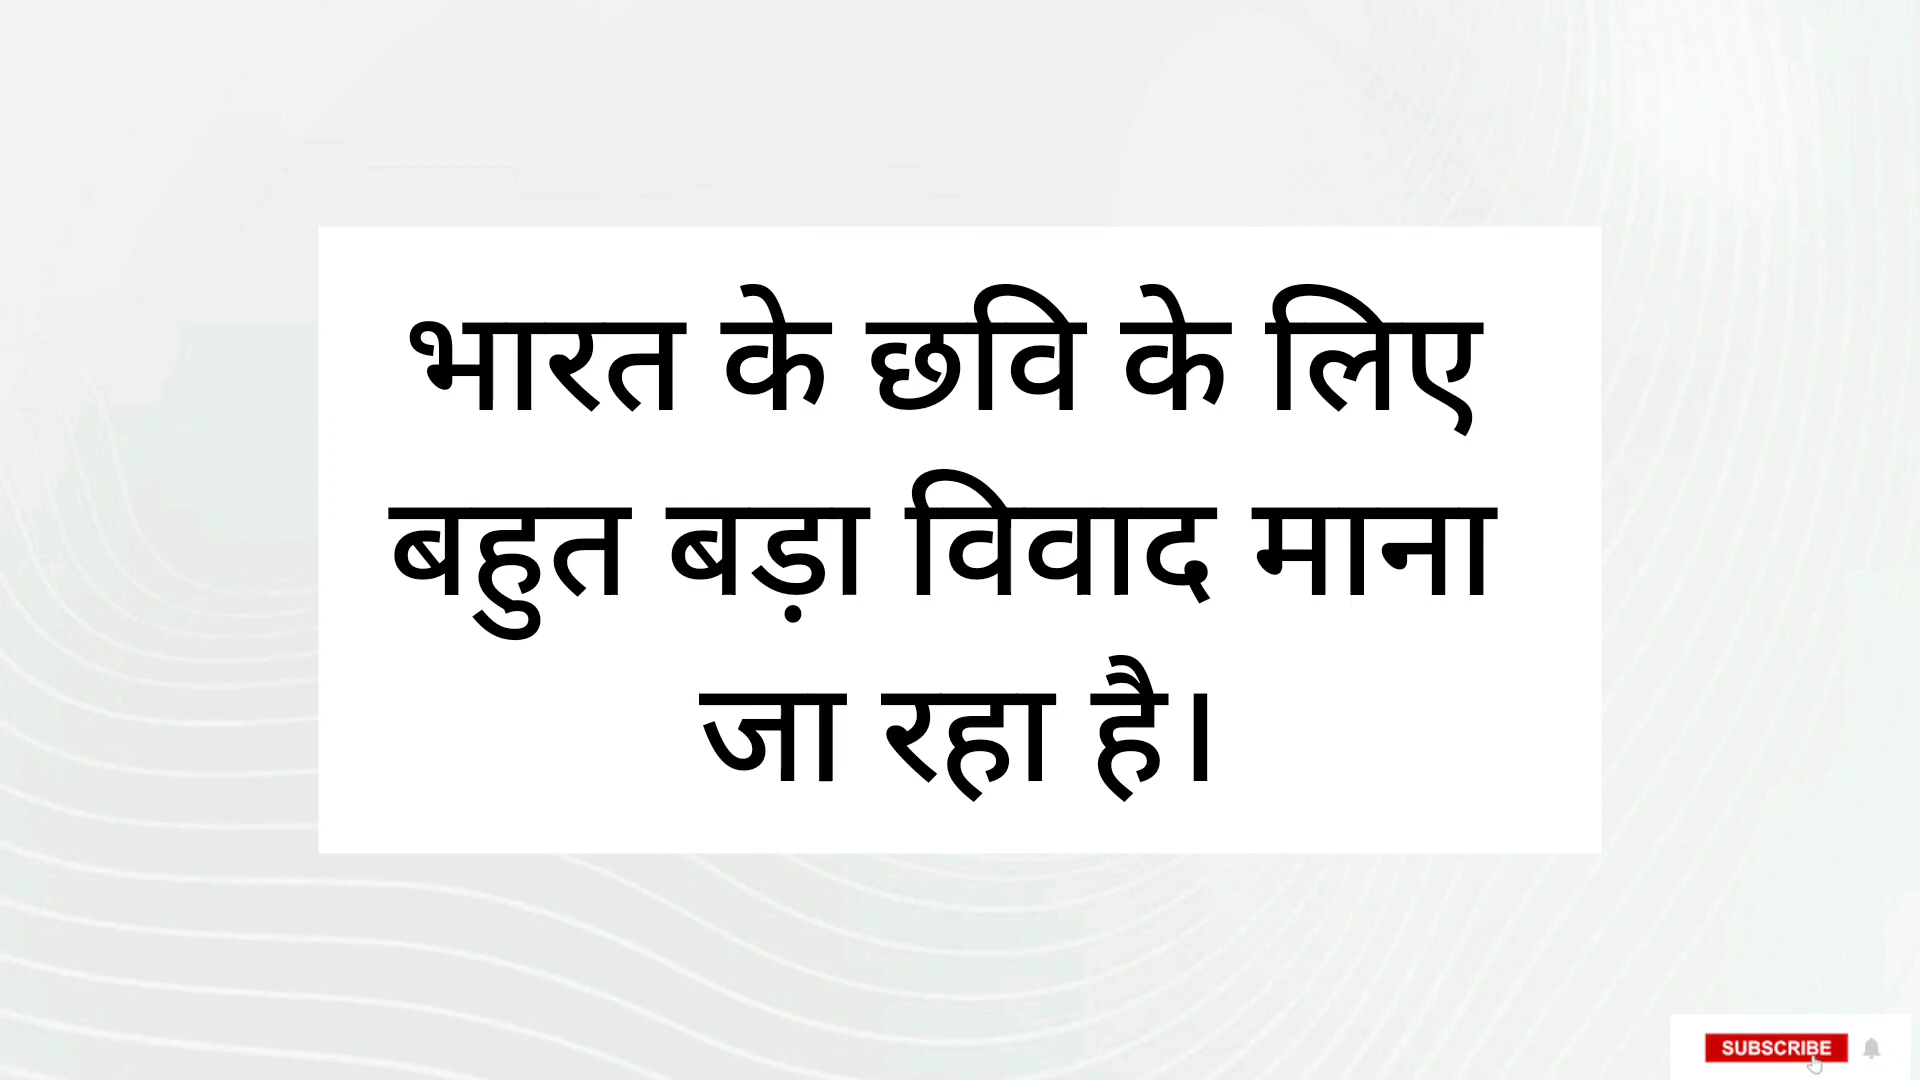 भारत के छवि के लिए
बहुत बड़ा विवाद माना
जा रहा है।
SUBSCRIBE